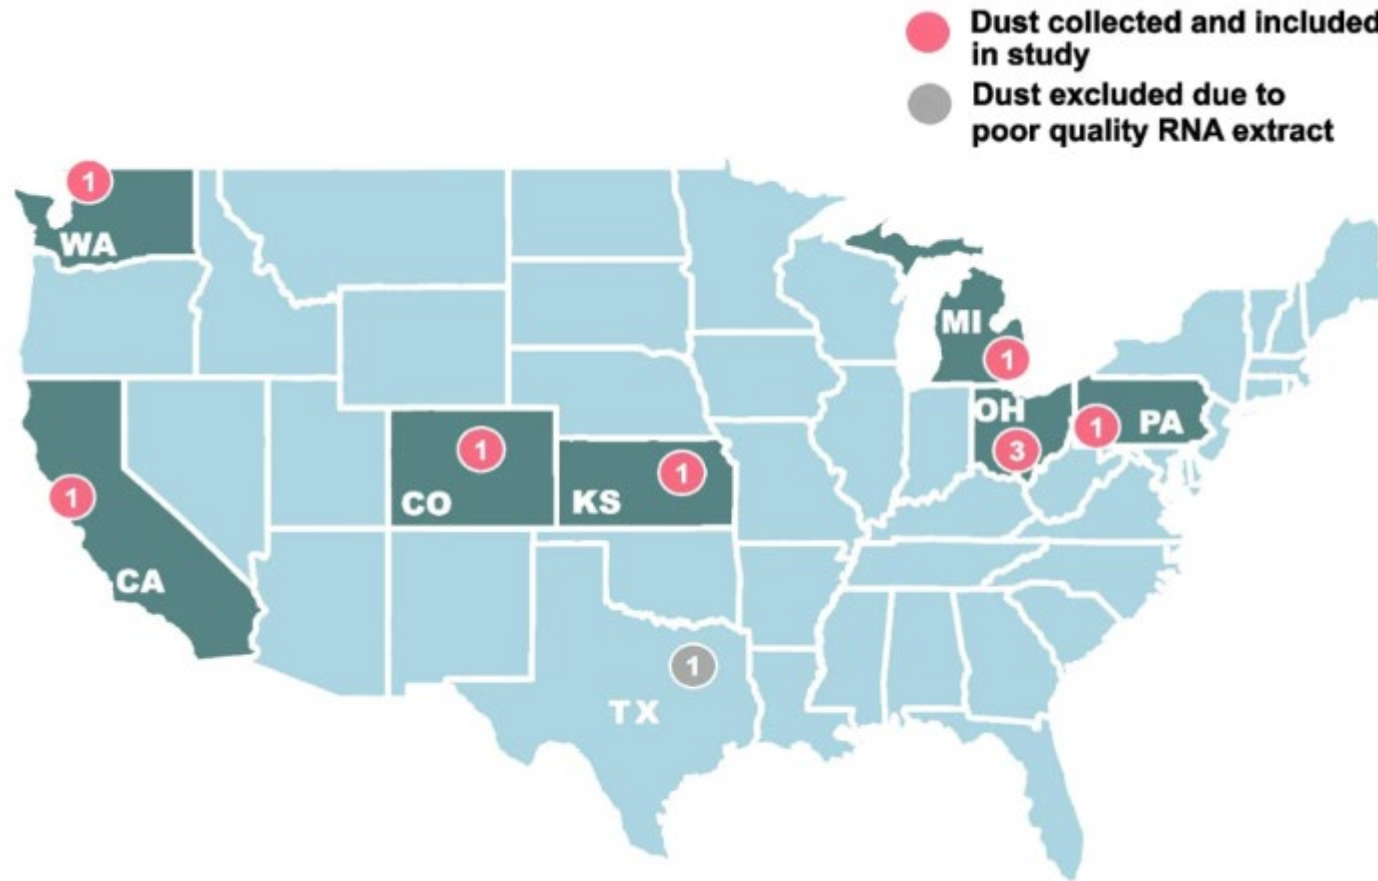 Dust collected and included
in study
Dust excluded due to
poor quality RNA extract
1
WA
MI
1
OH
3
1
PA
1
CO
1
KS
1
CA
1
TX